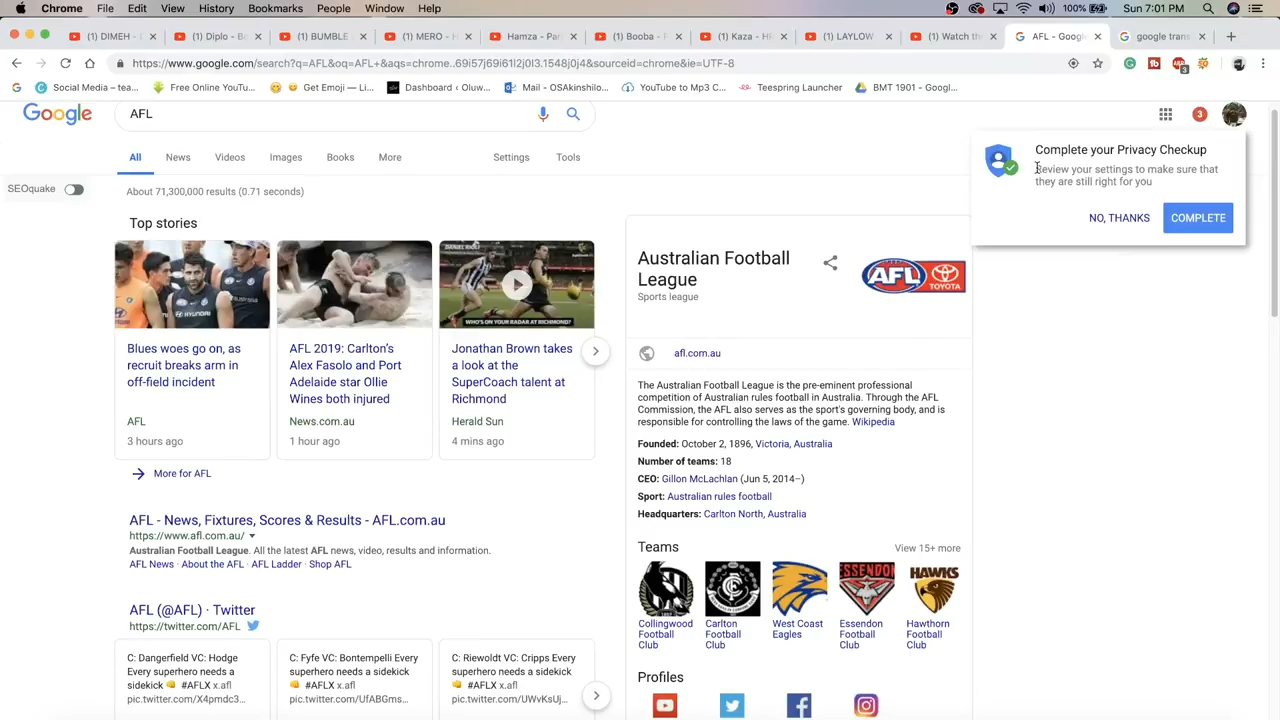 Chrome File Edit View History Bookmarks People Window Help
100% Sun 7:01 PM
(1) DIMEH - (1) Diplo - B (1) BUMBLE (1) MERO - H Hamza - Par (1) Booba - F (1) Kaza - HF (1) LAYLOW (1) Watch the AFL - Google google trans
https://www.google.com/search?q=AFL&oq=AFL+&aqs=chrome..69i57j69i61l2j0l3.1548j0j4&sourceid=chrome&ie=UTF-8
Social Media – tea... Free Online YouTu... Get Emoji — Li... Dashboard ‹ Oluw... Mail - OSAkinshilo... YouTube to Mp3 C... Teespring Launcher BMT 1901 - Googl...
Google
AFL
3
All News Videos Images Books More Settings Tools
Complete your Privacy Checkup
Review your settings to make sure that
they are still right for you
NO, THANKS COMPLETE
SEOquake
About 71,300,000 results (0.71 seconds)
Top stories
HYUNDAI
WHO'S ON YOUR RADAR AT RICHMOND?
Blues woes go on, as
recruit breaks arm in
off-field incident
AFL
3 hours ago
AFL 2019: Carlton's
Alex Fasolo and Port
Adelaide star Ollie
Wines both injured
News.com.au
1 hour ago
Jonathan Brown takes
a look at the
SuperCoach talent at
Richmond
Herald Sun
4 mins ago
More for AFL
AFL - News, Fixtures, Scores & Results - AFL.com.au
https://www.afl.com.au/
Australian Football League. All the latest AFL news, video, results and information.
AFL News · About the AFL · AFL Ladder · Shop AFL
AFL (@AFL) · Twitter
https://twitter.com/AFL
C: Dangerfield VC: Hodge
Every superhero needs a
sidekick #AFLX x.afl
pic.twitter.com/X4pmdc3...
C: Fyfe VC: Bontempelli Every
superhero needs a sidekick
#AFLX x.afl
pic.twitter.com/UfABGms...
C: Riewoldt VC: Cripps Every
superhero needs a sidekick
#AFLX x.afl
pic.twitter.com/UWvKsUj...
Australian Football
League
Sports league
AFL TOYOTA
afl.com.au
The Australian Football League is the pre-eminent professional
competition of Australian rules football in Australia. Through the AFL
Commission, the AFL also serves as the sport's governing body, and is
responsible for controlling the laws of the game. Wikipedia
Founded: October 2, 1896, Victoria, Australia
Number of teams: 18
CEO: Gillon McLachlan (Jun 5, 2014–)
Sport: Australian rules football
Headquarters: Carlton North, Australia
Teams
View 15+ more
ESSENDON
HAWKS
Collingwood
Football
Club
Carlton
Football
Club
West Coast
Eagles
Essendon
Football
Club
Hawthorn
Football
Club
Profiles